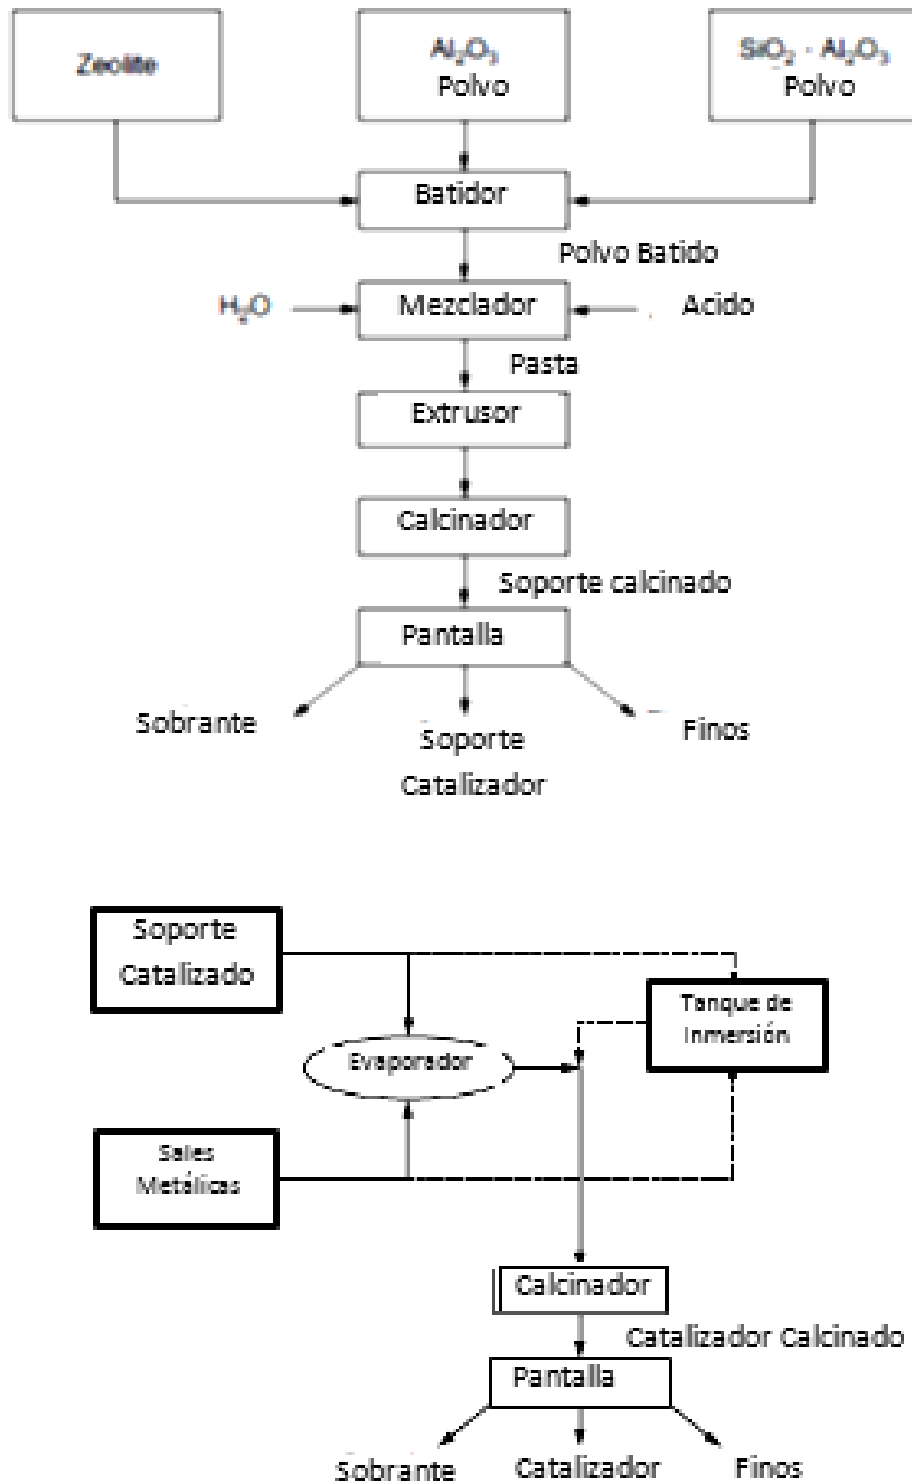 Zeolite
Al₂O₃
Polvo
SiO₂ - Al₂O₃
Polvo
Batidor
Polvo Batido
H₂O
Mezclador
Acido
Pasta
Extrusor
Calcinador
Soporte calcinado
Pantalla
Sobrante
Soporte
Catalizador
Finos
Soporte
Catalizado
Tanque de
Inmersión
Evaporador
Sales
Metálicas
Calcinador
Catalizador Calcinado
Pantalla
Sobrante
Catalizador
Finos